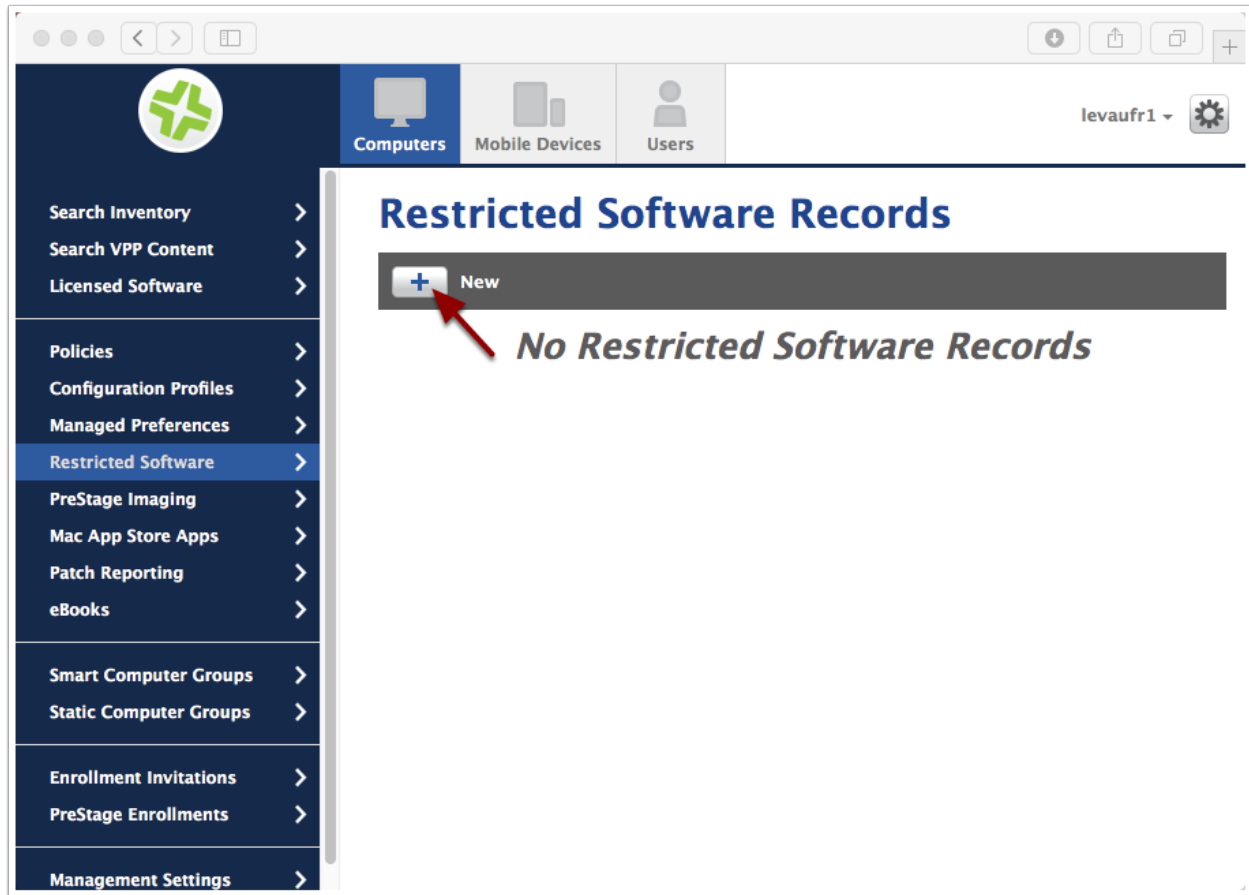 Computers
Mobile Devices
Users
levaufr1
Search Inventory
Search VPP Content
Licensed Software
Policies
Configuration Profiles
Managed Preferences
Restricted Software
PreStage Imaging
Mac App Store Apps
Patch Reporting
eBooks
Smart Computer Groups
Static Computer Groups
Enrollment Invitations
PreStage Enrollments
Management Settings
Restricted Software Records
New
No Restricted Software Records